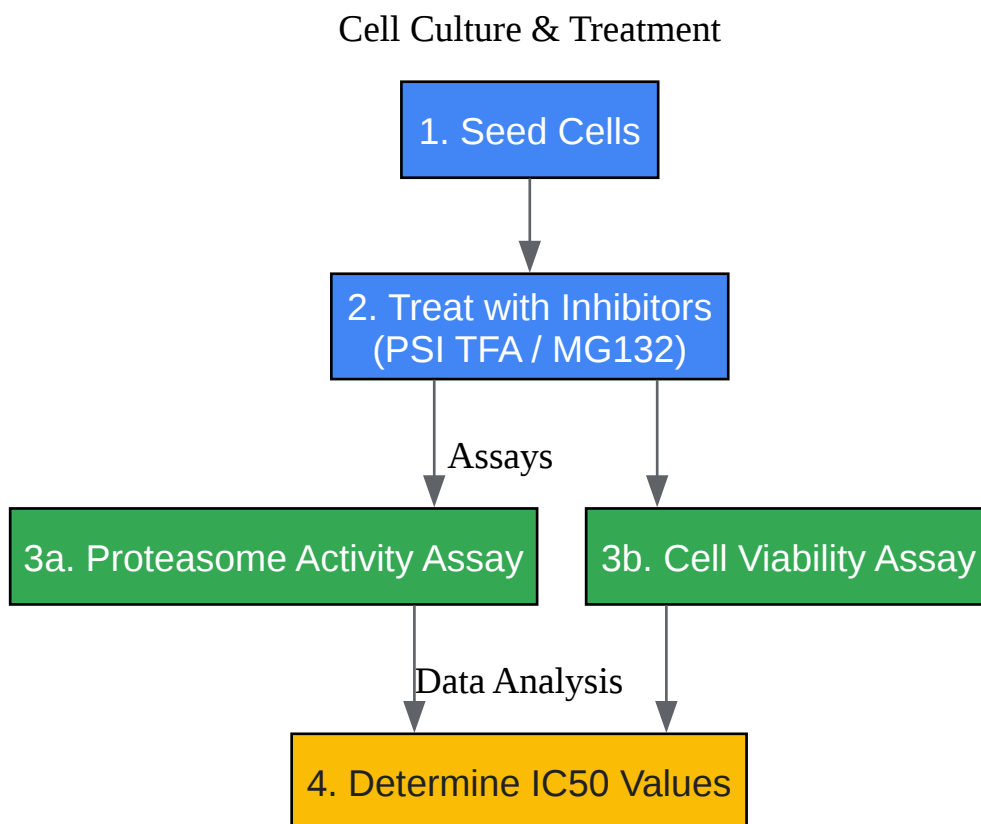 Cell Culture & Treatment
1. Seed Cells
2. Treat with Inhibitors
(PSI TFA / MG132)
Assays
3a. Proteasome Activity Assay
3b. Cell Viability Assay
Data Analysis
4. Determine IC50 Values